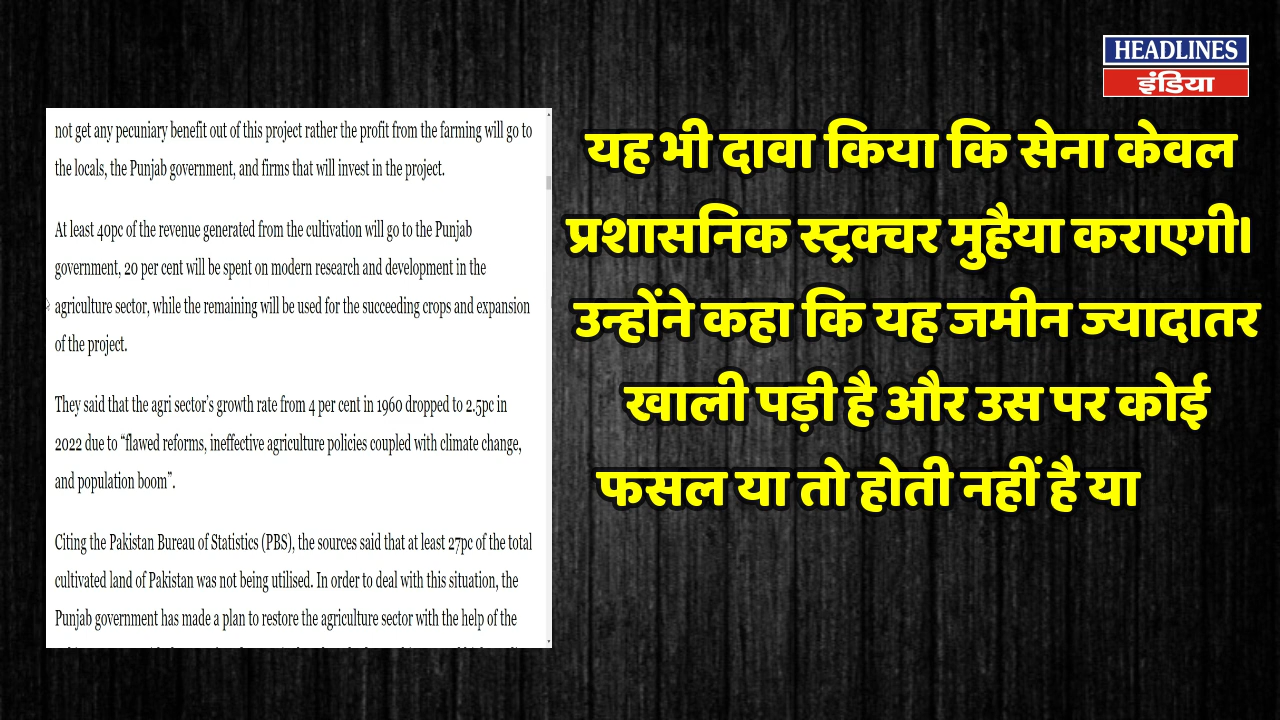 HEADLINES
इंडिया
not get any pecuniary benefit out of this project rather the profit from the farming will go to
the locals, the Punjab government, and firms that will invest in the project.
At least 40pc of the revenue generated from the cultivation will go to the Punjab
government, 20 per cent will be spent on modern research and development in the
agriculture sector, while the remaining will be used for the succeeding crops and expansion
of the project.
They said that the agri sector's growth rate from 4 per cent in 1960 dropped to 2.5pc in
2022 due to “flawed reforms, ineffective agriculture policies coupled with climate change,
and population boom”.
Citing the Pakistan Bureau of Statistics (PBS), the sources said that at least 27pc of the total
cultivated land of Pakistan was not being utilised. In order to deal with this situation, the
Punjab government has made a plan to restore the agriculture sector with the help of the
यह भी दावा किया कि सेना केवल
प्रशासनिक स्ट्रक्चर मुहैया कराएगी।
उन्होंने कहा कि यह जमीन ज्यादातर
खाली पड़ी है और उस पर कोई
फसल या तो होती नहीं है या